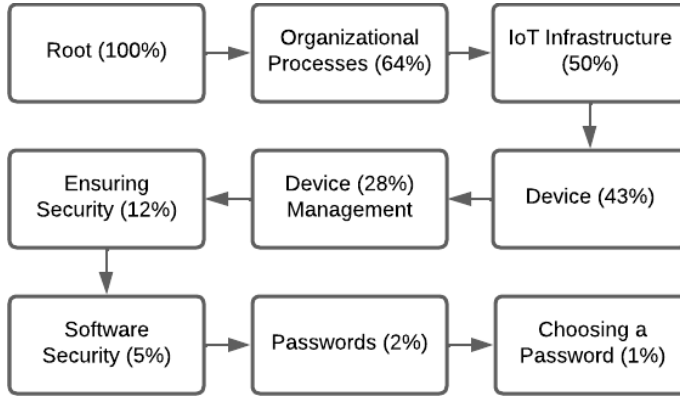 Root (100%)
Organizational
Processes (64%)
IoT Infrastructure
(50%)
Ensuring
Security (12%)
Device (28%)
Management
Device (43%)
Software
Security (5%)
Passwords (2%)
Choosing a
Password (1%)